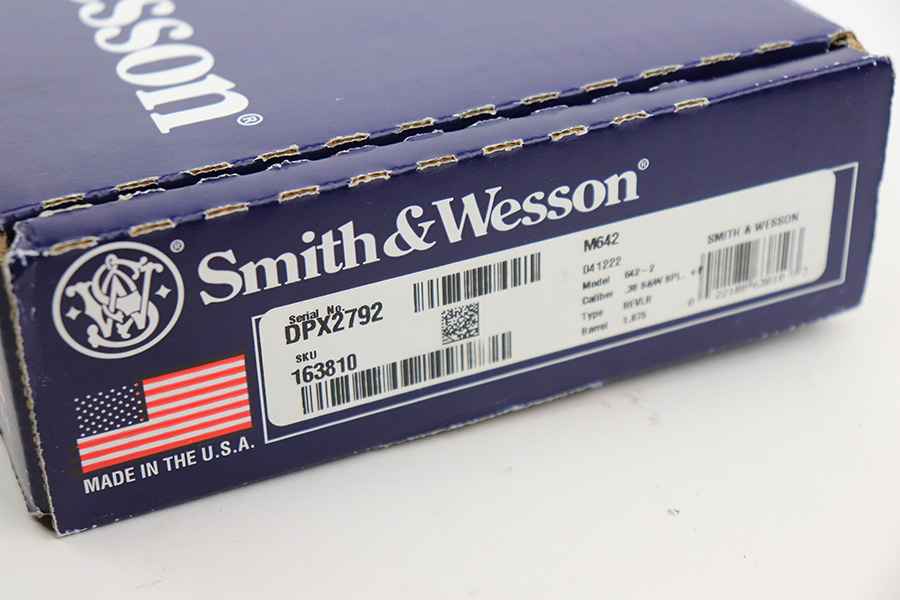 esson®
Smith & Wesson®
Serial No.
DPX2792
SKU
163810
M642
041222
Model 642-2
Caliber .38 S&W SPL.
Type REVLR
Barrel 1.875
SMITH & WESSON
MADE IN THE U.S.A.